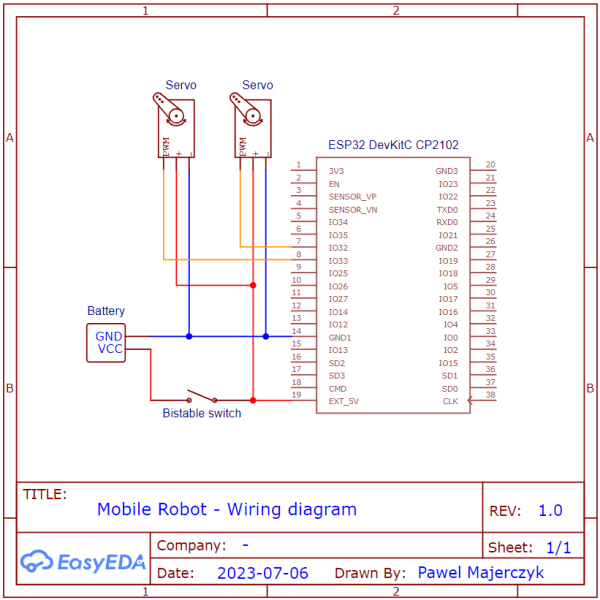 1 2
A A
B B
Servo Servo
PWM + - PWM + -
ESP32 DevKitC CP2102
1 3V3 GND3 20
2 EN IO23 21
3 SENSOR_VP IO22 22
4 SENSOR_VN TXD0 23
5 IO34 RXD0 24
6 IO35 IO21 25
7 IO32 GND2 26
8 IO33 IO19 27
9 IO25 IO18 28
10 IO26 IO5 29
11 IO27 IO17 30
12 IO14 IO16 31
13 IO12 IO4 32
14 GND1 IO0 33
15 IO13 IO2 34
16 SD2 IO15 35
17 SD3 SD1 36
18 CMD SD0 37
19 EXT_5V CLK 38
Battery
GND
VCC
Bistable switch
TITLE:
Mobile Robot - Wiring diagram
REV: 1.0
EasyEDA
Company: -
Sheet: 1/1
Date: 2023-07-06 Drawn By: Pawel Majerczyk
1 2